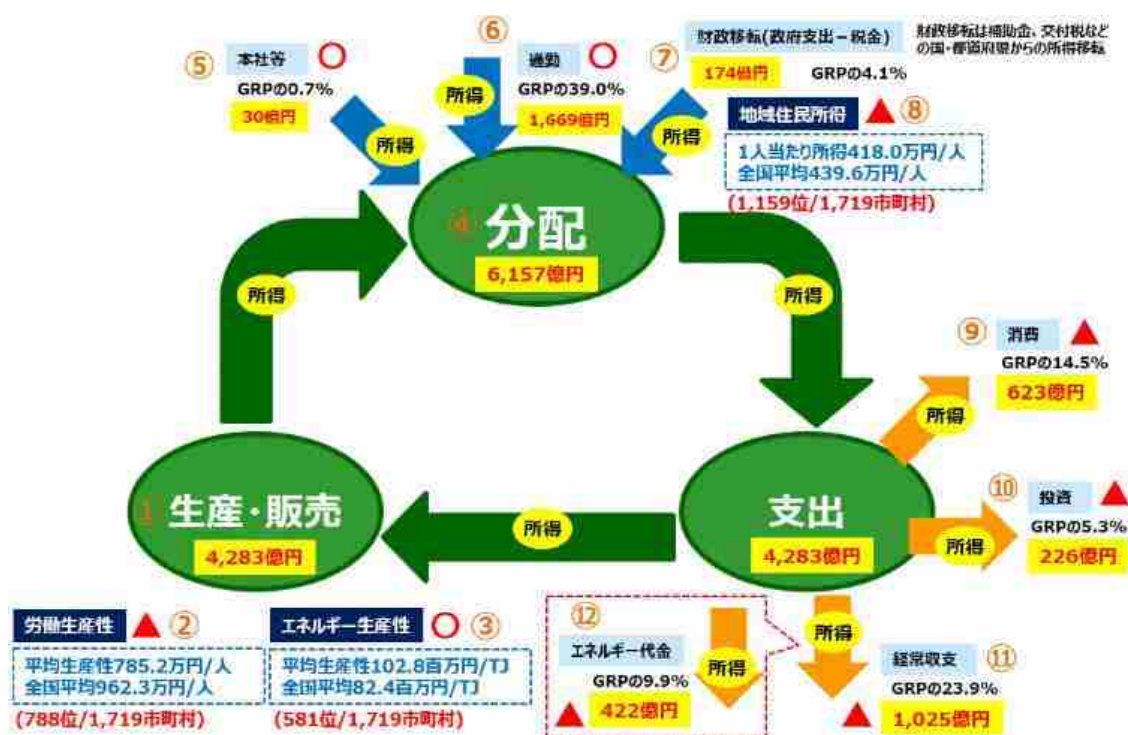 ⑤
本社等
GRPの0.7%
30億円
所得
⑥
所得
通勤
GRPの39.0%
1,669億円
⑦
財政移転(政府支出－税金)
174億円
GRPの4.1%
財政移転は補助金、交付税など
の国・都道府県からの所得移転
所得
地域住民所得
▲
⑧
1人当たり所得418.0万円/人
全国平均439.6万円/人
(1,159位/1,719市町村)
④
分配
6,157億円
所得
所得
⑨
消費
▲
GRPの14.5%
623億円
所得
①
生産・販売
4,283億円
所得
支出
4,283億円
⑩
投資
▲
GRPの5.3%
226億円
所得
労働生産性
▲
②
平均生産性785.2万円/人
全国平均962.3万円/人
(788位/1,719市町村)
エネルギー生産性
③
平均生産性102.8百万円/TJ
全国平均82.4百万円/TJ
(581位/1,719市町村)
⑫
エネルギー代金
GRPの9.9%
▲
422億円
所得
所得
経常収支
⑪
GRPの23.9%
▲
1,025億円